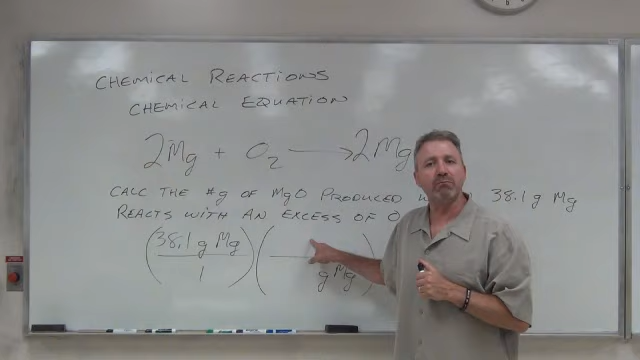 CHEMICAL REACTIONS
CHEMICAL EQUATION
2Mg + O₂ → 2Mg
CALC THE #g OF MgO PRODUCED W 38.1 g Mg
REACTS WITH AN EXCESS OF O
(38.1 g Mg / 1) ( / g Mg)